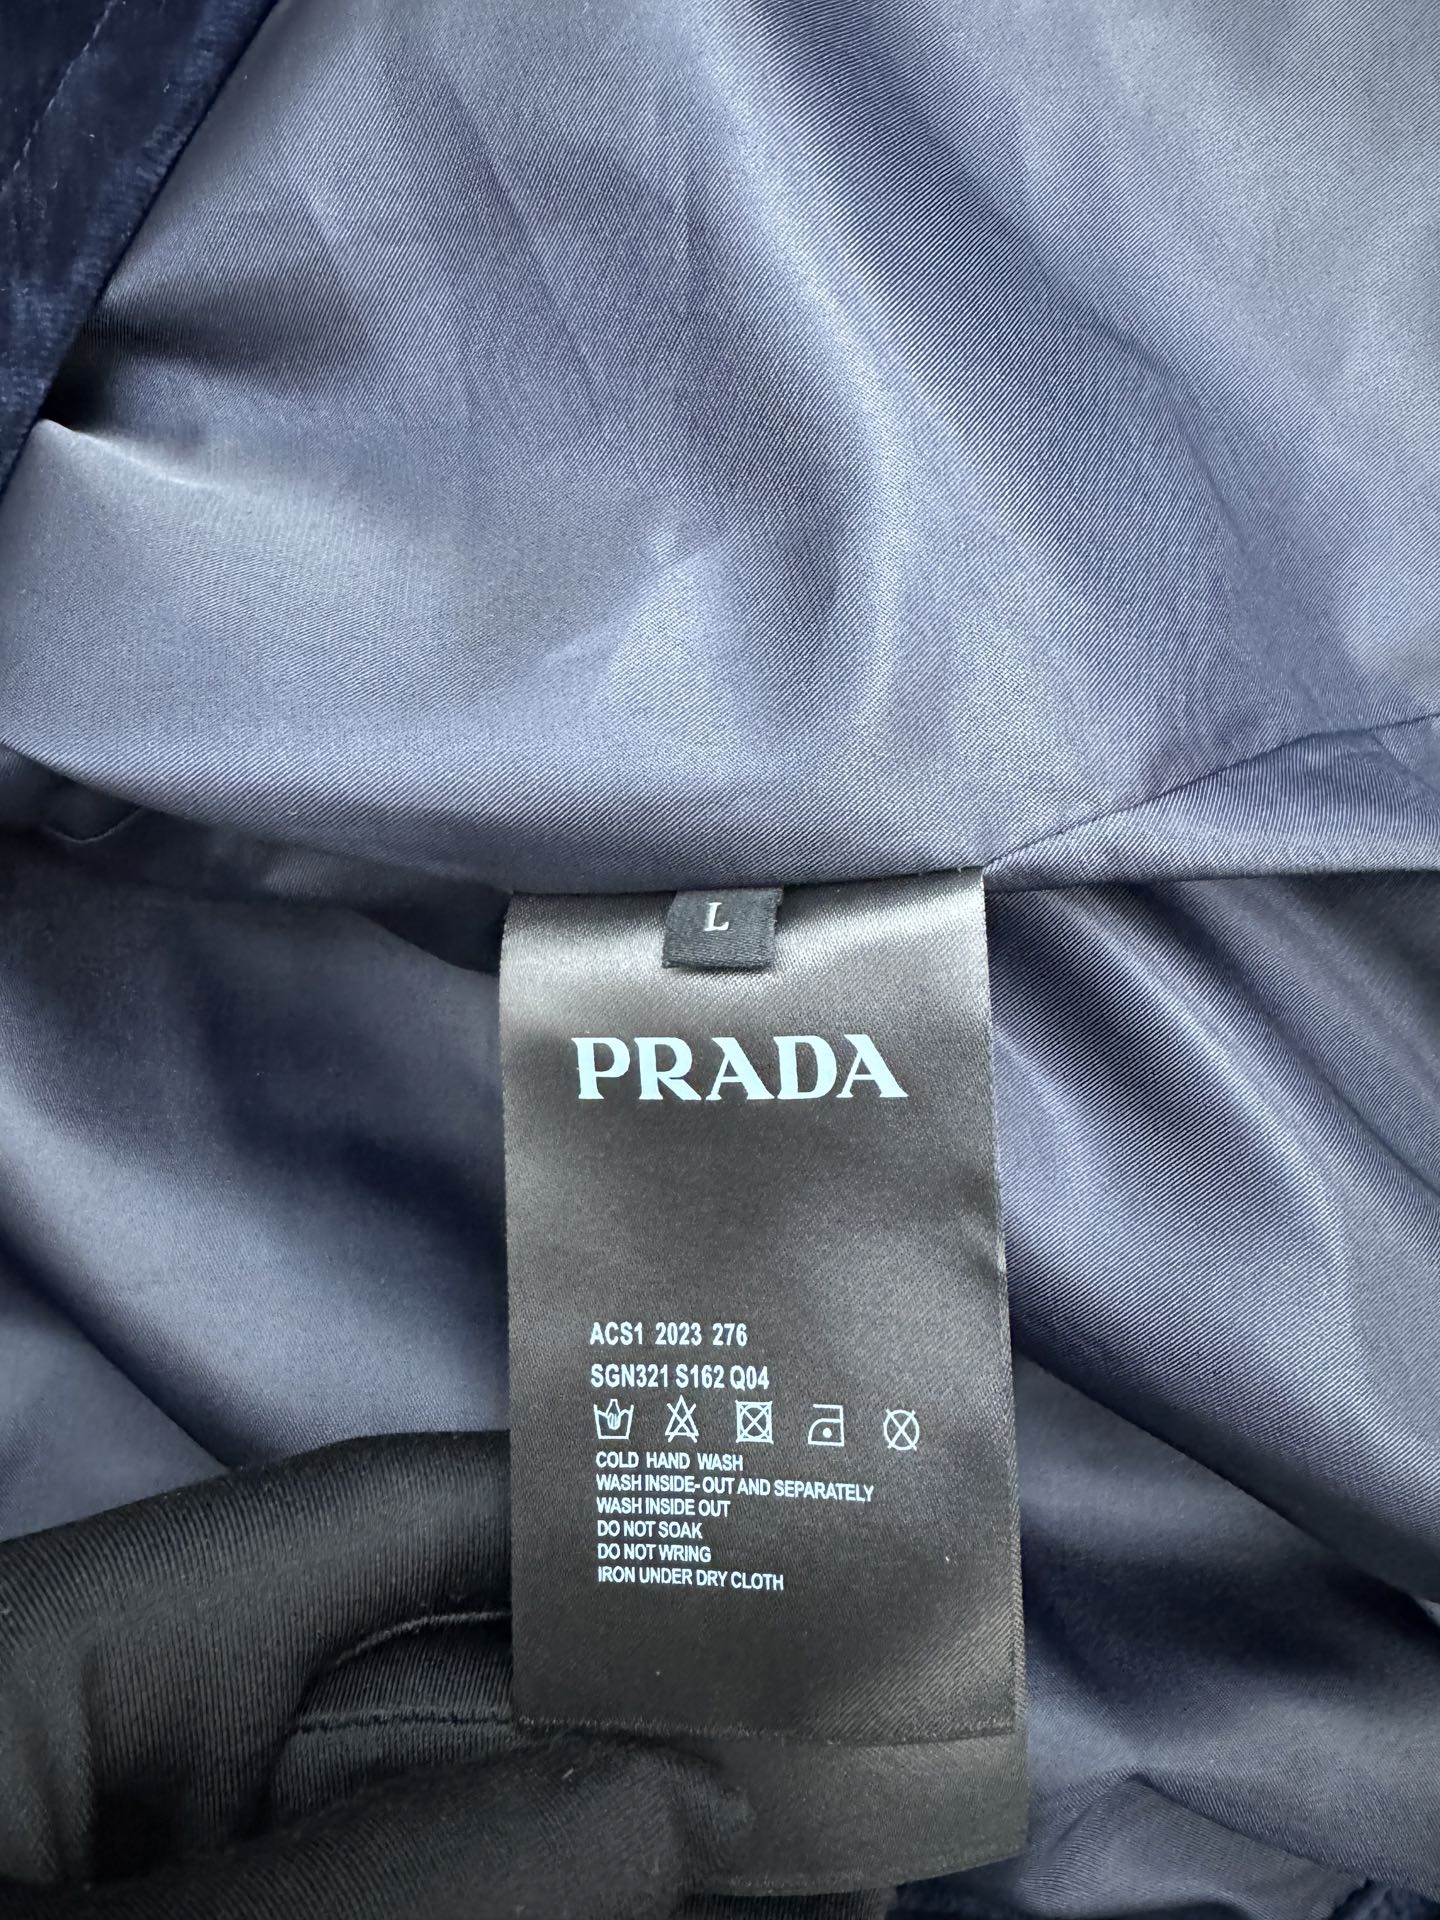 L
PRADA
ACS1 2023 276
SGN321 S162 Q04
COLD HAND WASH
WASH INSIDE-OUT AND SEPARATELY
WASH INSIDE OUT
DO NOT SOAK
DO NOT WRING
IRON UNDER DRY CLOTH